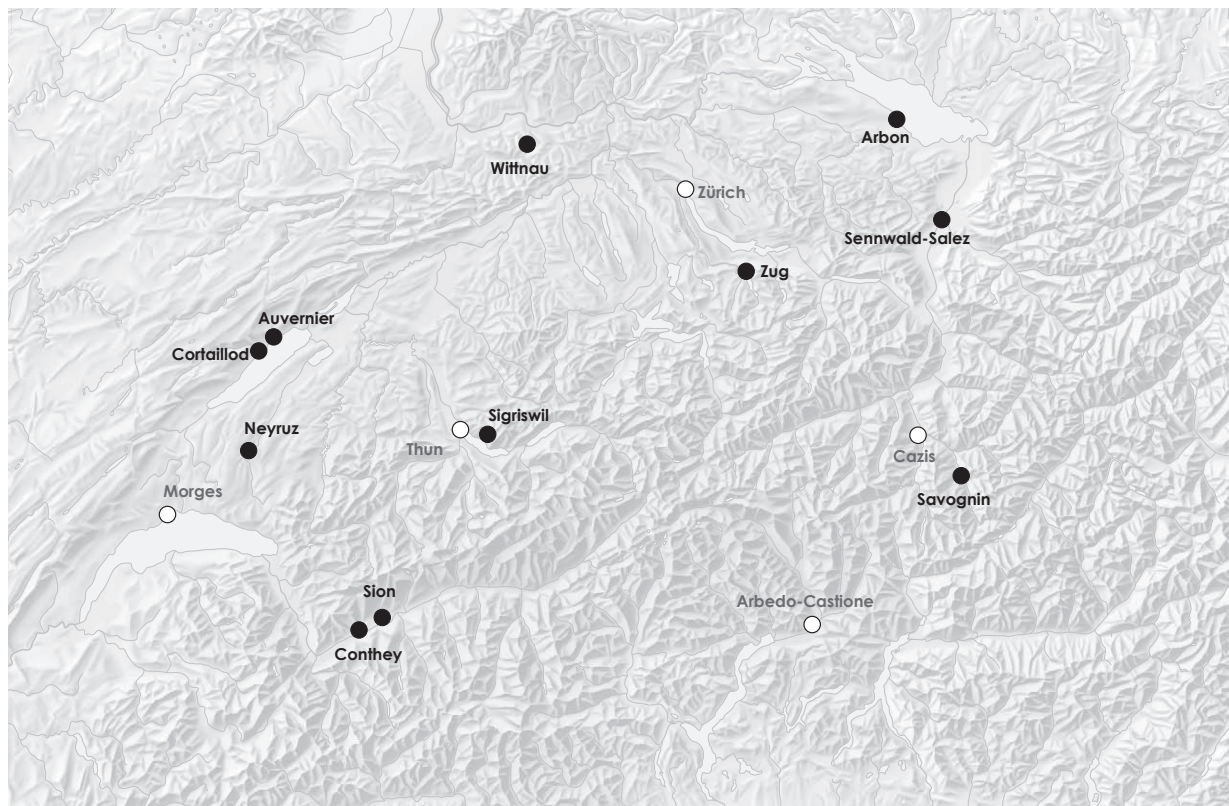 Arbon
Wittnau
Zürich
Sennwald-Salez
Zug
Auvernier
Cortaillod
Sigriswil
Neyruz
Thun
Cazis
Morges
Savognin
Sion
Arbedo-Castione
Conthey